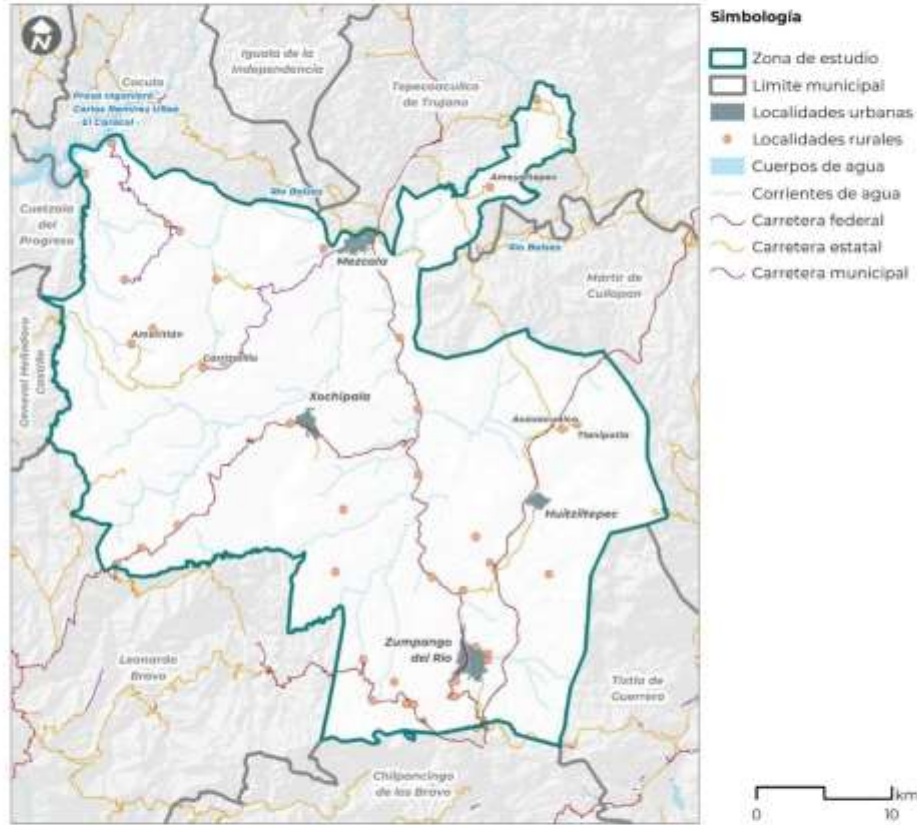 Simbología
Zona de estudio
Límite municipal
Localidades urbanas
Localidades rurales
Cuerpos de agua
Corrientes de agua
Carretera federal
Carretera estatal
Carretera municipal
N
Iguala de la
Independencia
Cocula
Tepecoacuilco
de Trujano
Presa Ingeniero
Carlos Ramírez Ulloa
- El Caracol -
Río Balsas
Cuetzala
del
Progreso
Mezcala
Río Balsas
Mártir de
Cuilapan
General Heliodoro
Castillo
Amatitlán
Carrizalillo
Xochipala
Tlanipatla
Huitziltepec
Zumpango
del Río
Leonardo
Bravo
Tixtla de
Guerrero
Chilpancingo
de los Bravo
km
0
10